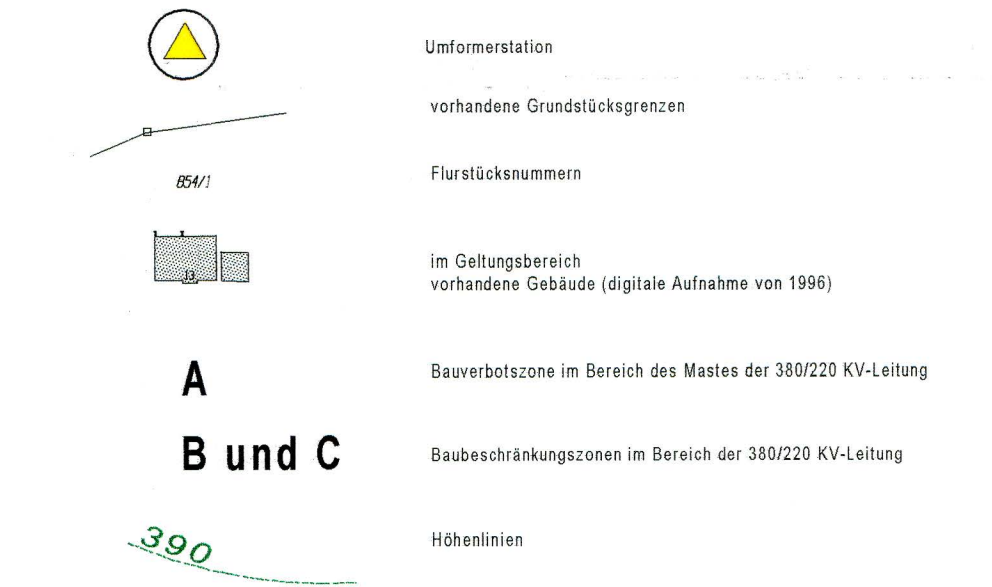 Umformerstation
vorhandene Grundstücksgrenzen
854/1 Flurstücksnummern
13
im Geltungsbereich
vorhandene Gebäude (digitale Aufnahme von 1996)
A Bauverbotszone im Bereich des Mastes der 380/220 KV-Leitung
B und C Baubeschränkungszonen im Bereich der 380/220 KV-Leitung
390 Höhenlinien